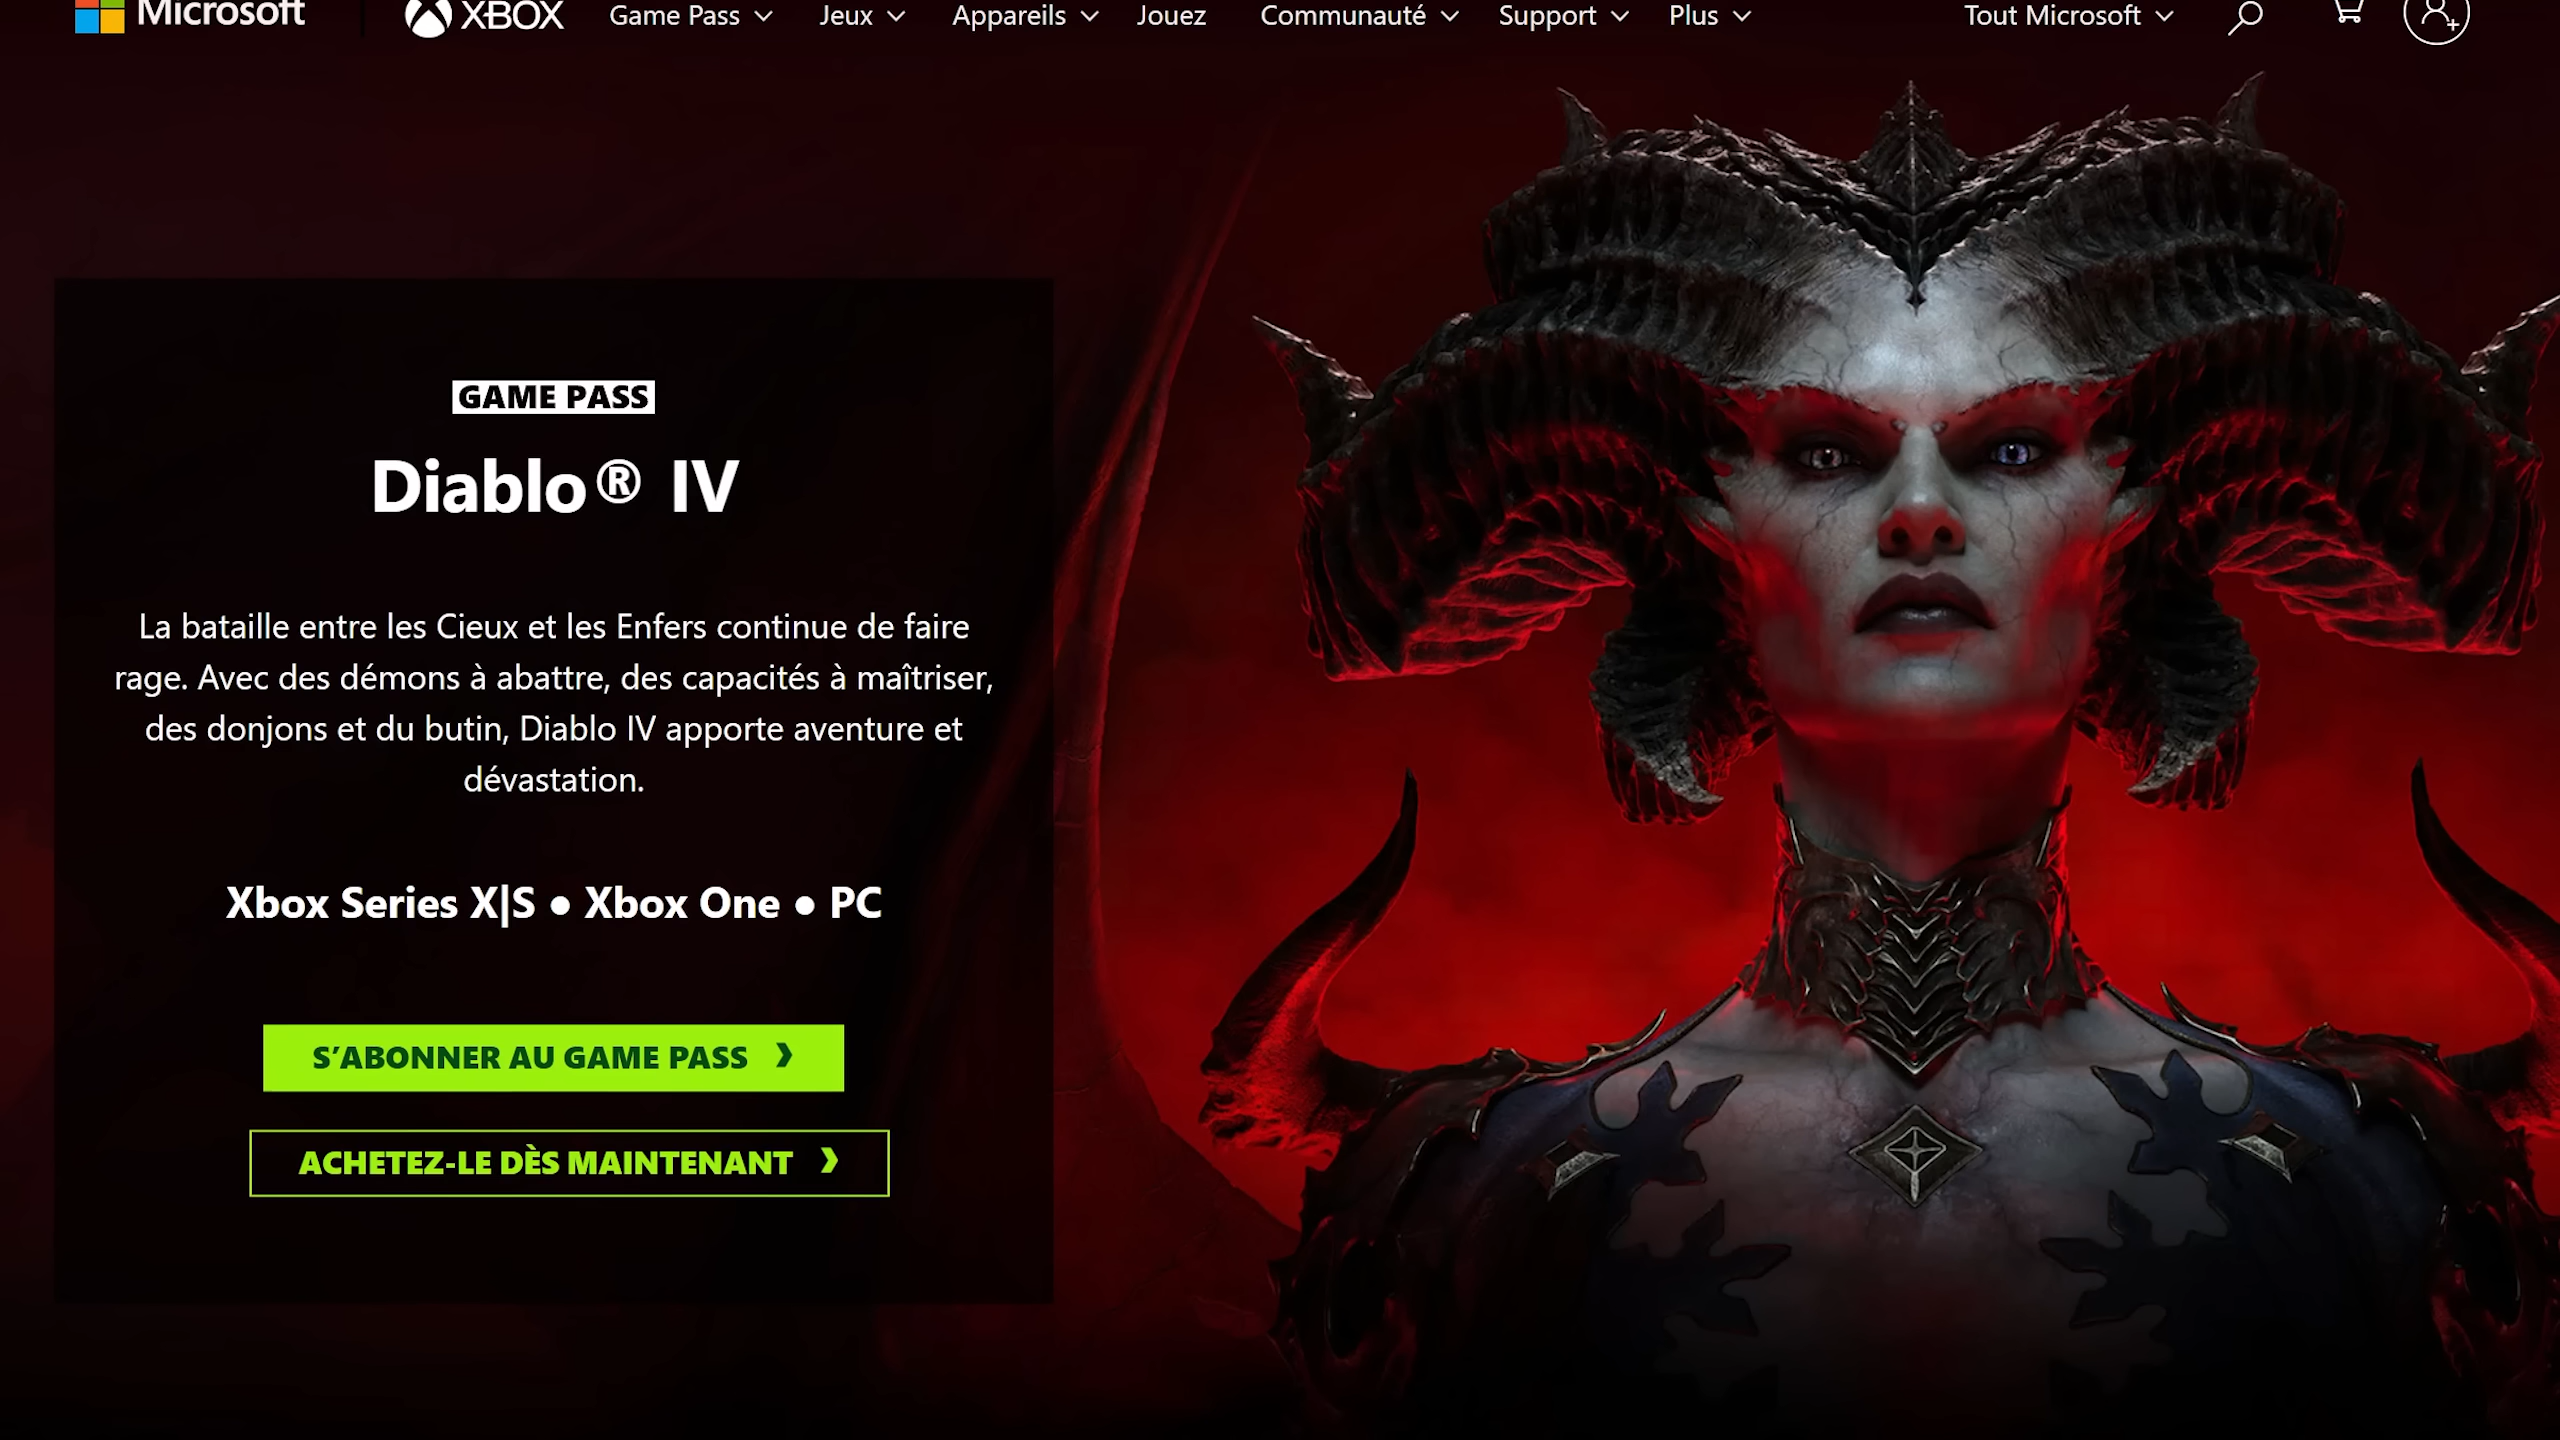 Microsoft XBOX Game Pass Jeux Appareils Jouez Communauté Support Plus Tout Microsoft
GAME PASS
Diablo® IV
La bataille entre les Cieux et les Enfers continue de faire
rage. Avec des démons à abattre, des capacités à maîtriser,
des donjons et du butin, Diablo IV apporte aventure et
dévastation.
Xbox Series X|S ● Xbox One ● PC
S’ABONNER AU GAME PASS
ACHETEZ-LE DÈS MAINTENANT